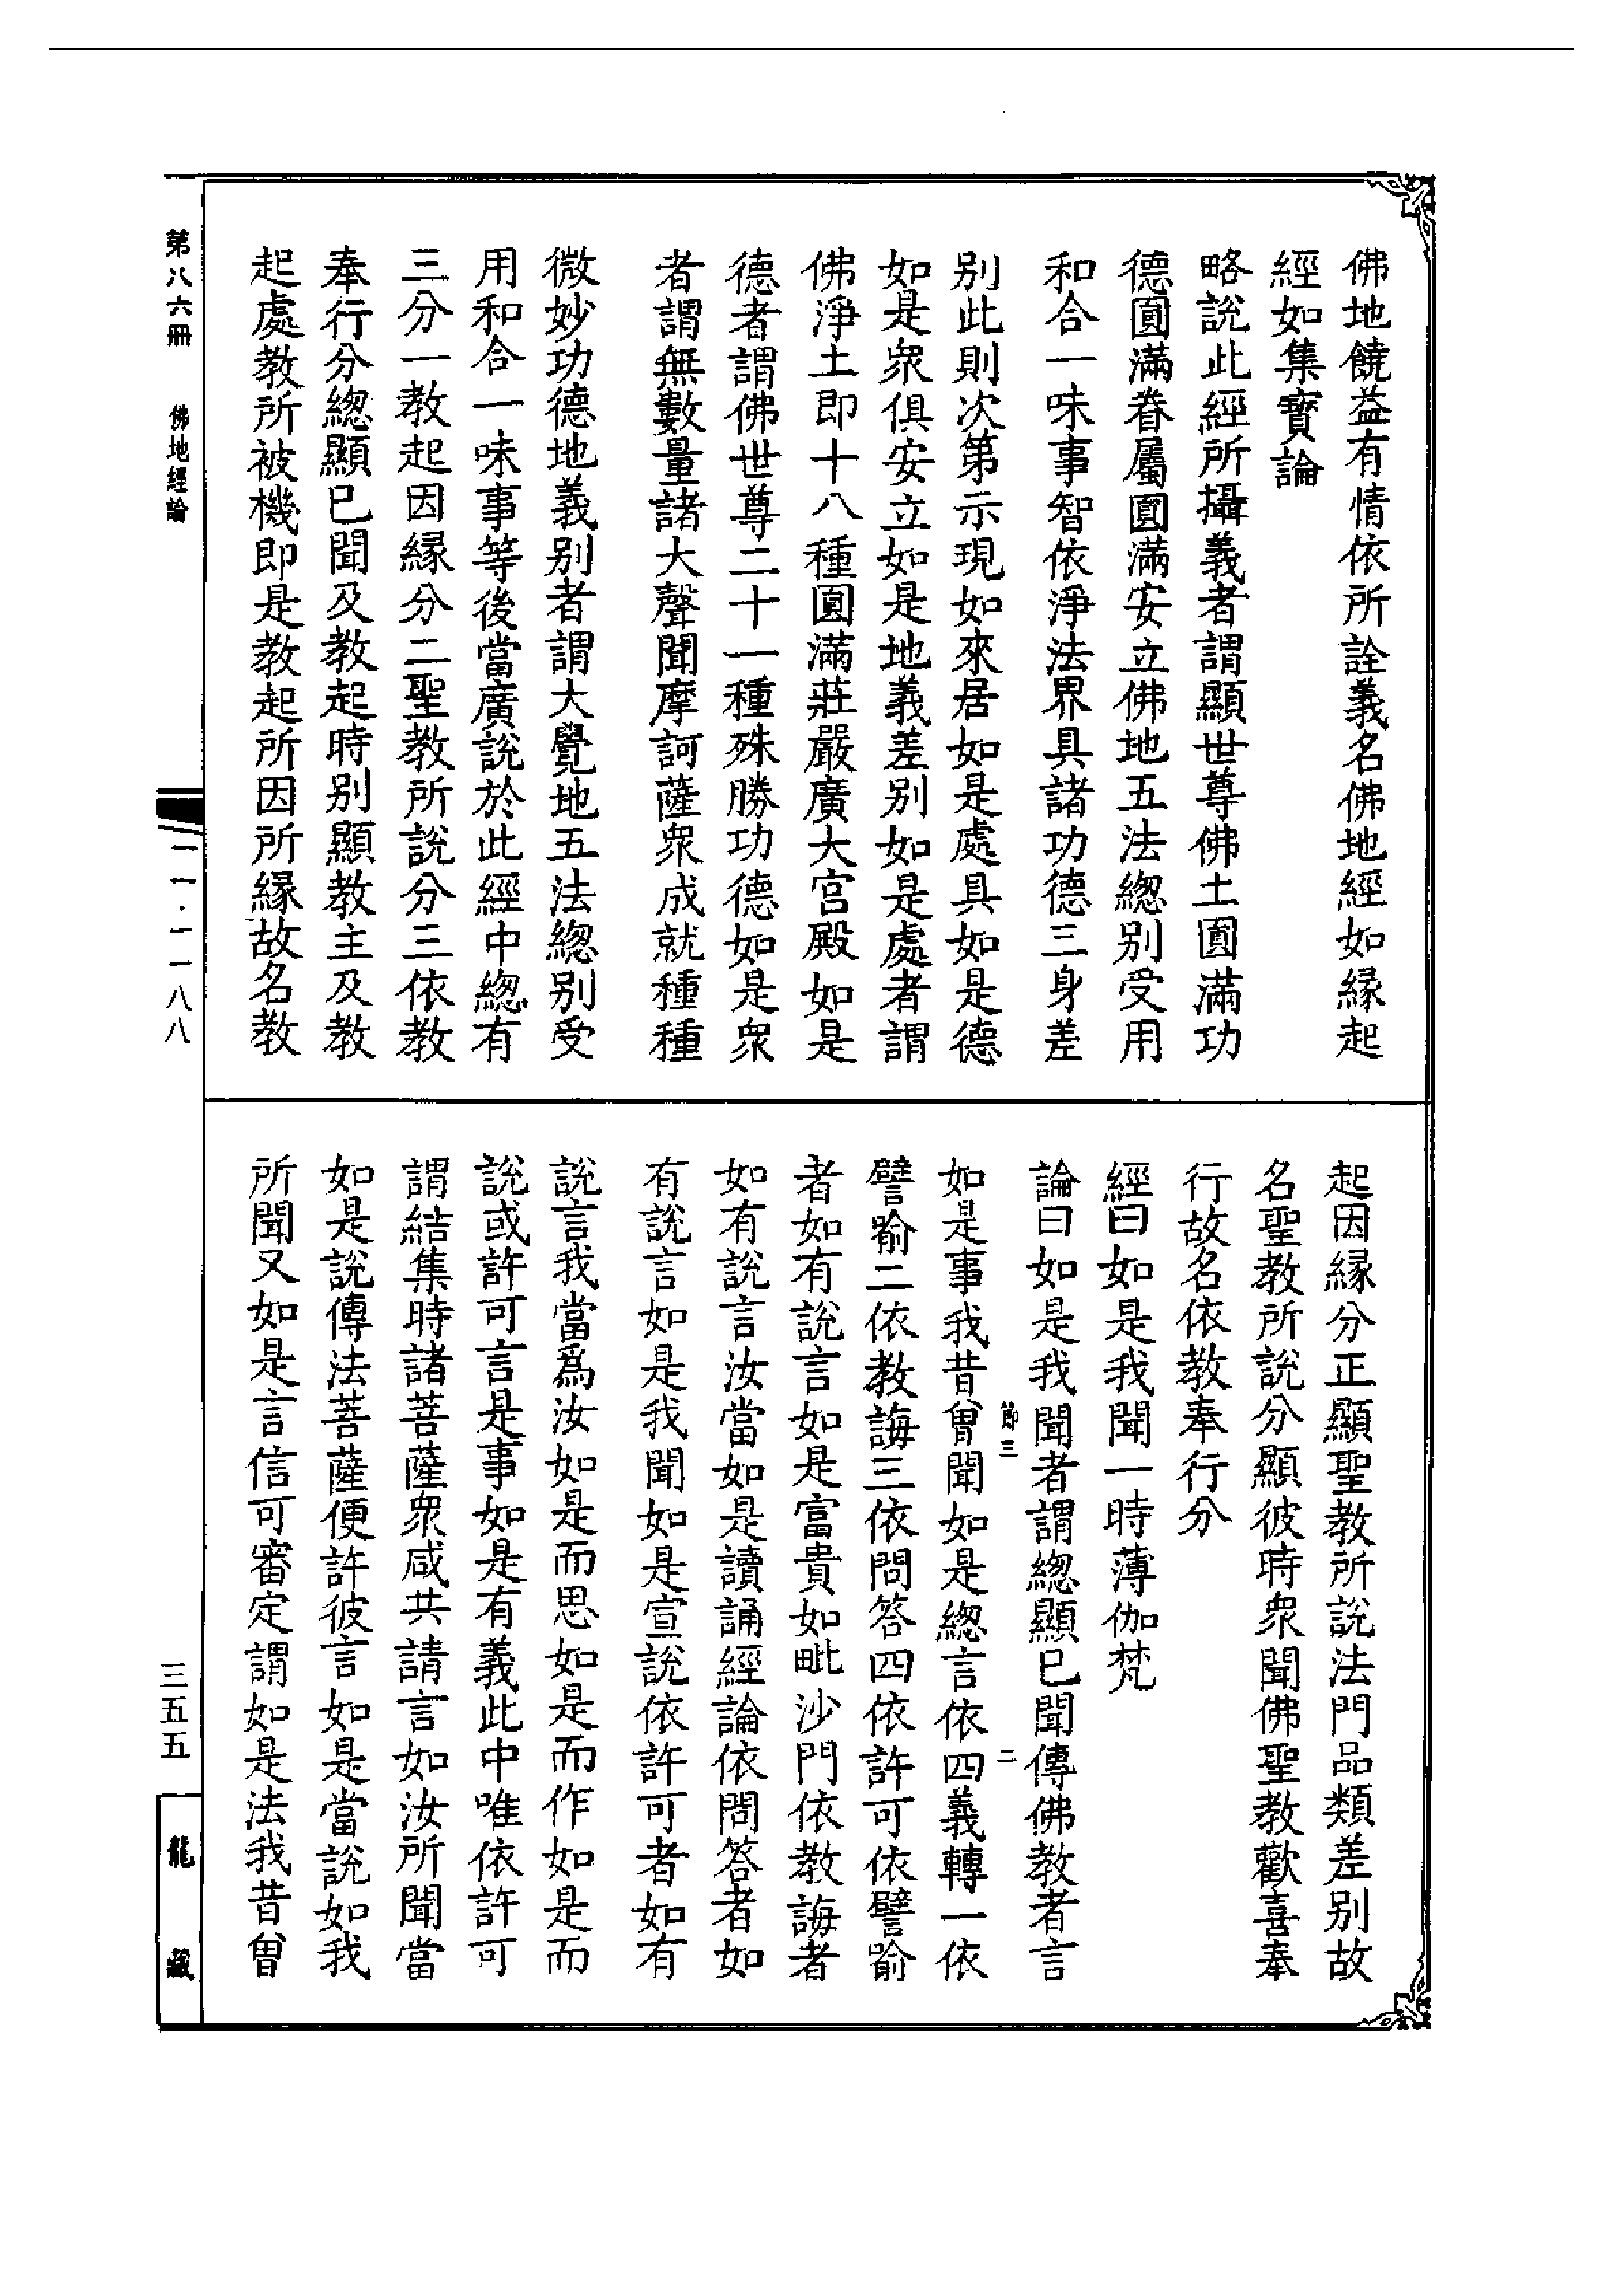 佛地饒益有情依所詮義名佛地經如緣起
經如集寶論
略說此經所攝義者謂顯世尊佛土圓滿功
德圓滿眷屬圓滿安立佛地五法緫别受用
和合一味事智依淨法界具諸功德三身差
别此則次第示現如來居如是處具如是德
如是衆俱安立如是地義差别如是處者謂
佛淨土即十八種圓滿莊嚴廣大宫殿如是
德者謂佛世尊二十一種殊勝功德如是衆
者謂無數量諸大聲聞摩訶薩衆成就種種
微妙功德地義别者謂大覺地五法緫别受
用和合一味事等後當廣說於此經中緫有
三分一教起因緣分二聖教所說分三依教
奉行分緫顯已聞及教起時别顯教主及教
起處教所被機即是教起所因所緣故名教
起因緣分正顯聖教所說法門品類差别故
名聖教所說分顯彼時衆聞佛聖教歡喜奉
行故名依教奉行分
經曰如是我聞一時薄伽梵
論曰如是我聞者謂緫顯已聞傳佛教者言
節三 二
如是事我昔曾聞如是緫言依四義轉一依
譬喻二依教誨三依問答四依許可依譬喻
者如有說言如是富貴如毗沙門依教誨者
如有說言汝當如是讀誦經論依問答者如
有說言如是我聞如是宣說依許可者如有
說言我當爲汝如是而思如是而作如是而
說或許可言是事如是有義此中唯依許可
謂結集時諸菩薩衆咸共請言如汝所聞當
如是說傳法菩薩便許彼言如是當說如我
所聞又如是言信可審定謂如是法我昔曾
第八六冊 佛地經論
一一·一一八八
三五五
龍藏